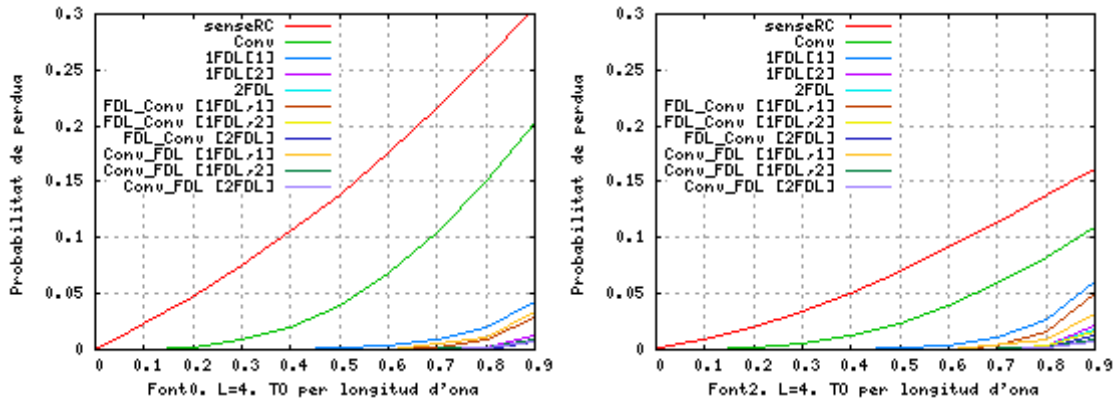 0.3
0.25
0.2
0.15
0.1
0.05
0
Probabilitat de perdua
senseRC
Conv
1FDL[1]
1FDL[2]
2FDL
FDL_Conv [1FDL,1]
FDL_Conv [1FDL,2]
FDL_Conv [2FDL]
Conv_FDL [1FDL,1]
Conv_FDL [1FDL,2]
Conv_FDL [2FDL]
0 0.1 0.2 0.3 0.4 0.5 0.6 0.7 0.8 0.9
Font0. L=4. TO per longitud d'ona
0.3
0.25
0.2
0.15
0.1
0.05
0
Probabilitat de perdua
senseRC
Conv
1FDL[1]
1FDL[2]
2FDL
FDL_Conv [1FDL,1]
FDL_Conv [1FDL,2]
FDL_Conv [2FDL]
Conv_FDL [1FDL,1]
Conv_FDL [1FDL,2]
Conv_FDL [2FDL]
0 0.1 0.2 0.3 0.4 0.5 0.6 0.7 0.8 0.9
Font2. L=4. TO per longitud d'ona